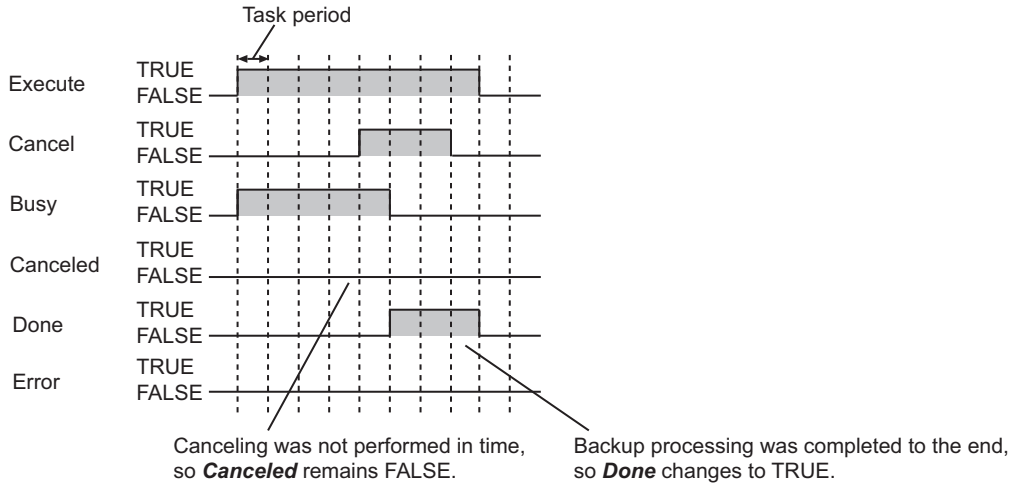 Task period
Execute
TRUE
FALSE
Cancel
TRUE
FALSE
Busy
TRUE
FALSE
Canceled
TRUE
FALSE
Done
TRUE
FALSE
Error
TRUE
FALSE
Canceling was not performed in time,
so Canceled remains FALSE.
Backup processing was completed to the end,
so Done changes to TRUE.